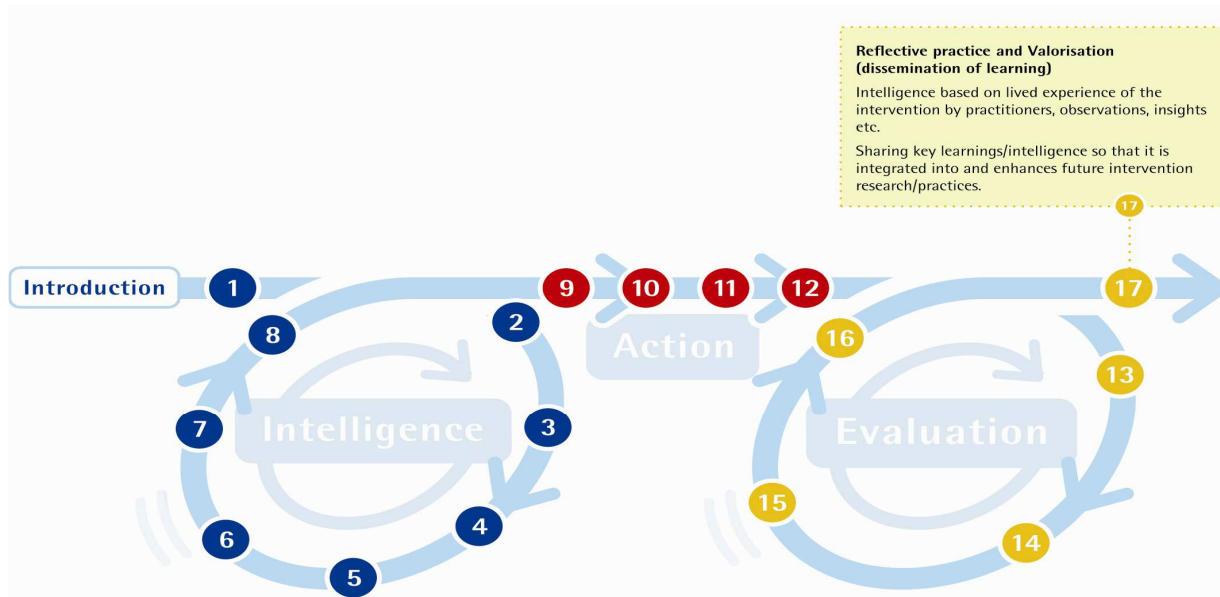 Reflective practice and Valorisation
(dissemination of learning)
Intelligence based on lived experience of the
intervention by practitioners, observations, insights
etc.
Sharing key learnings/intelligence so that it is
integrated into and enhances future intervention
research/practices.
17
Introduction
1
9
10
11
12
17
8
2
16
Action
13
7
Intelligence
3
Evaluation
6
4
15
5
14